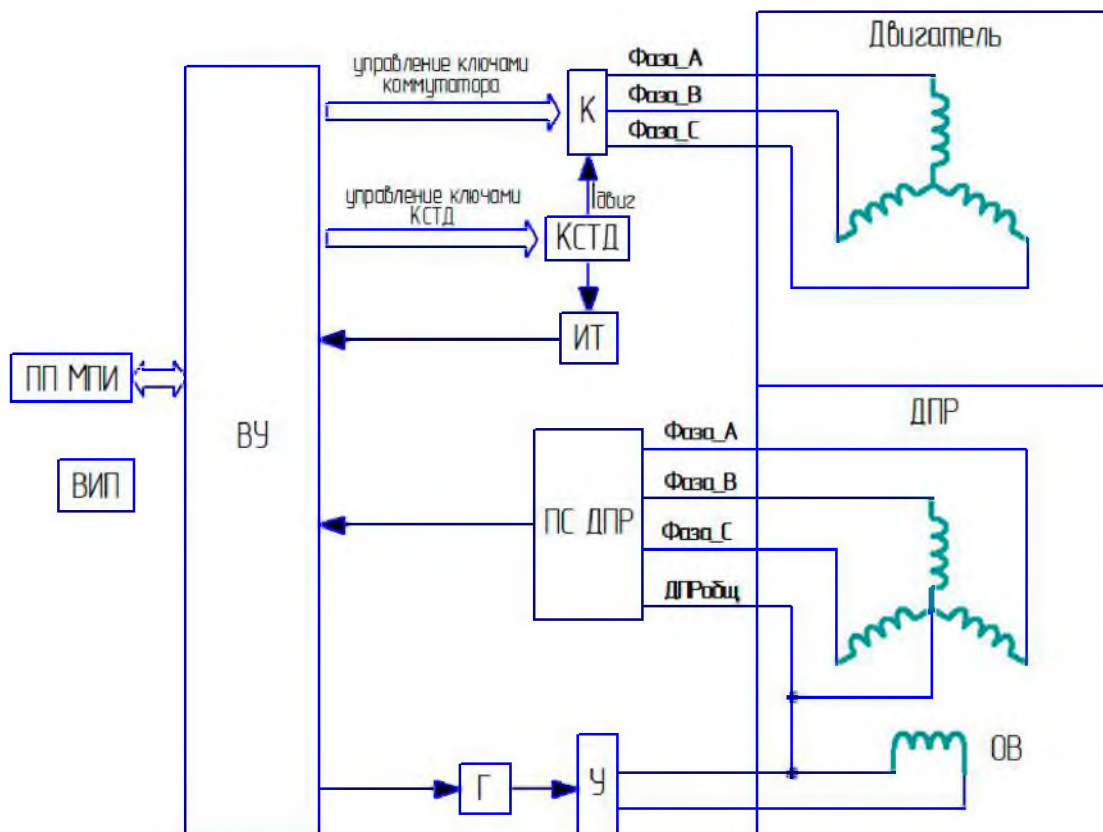 Двигатель
управление ключами
коммутатора
К
Фаза_А
Фаза_В
Фаза_С
управление ключами
КСТД
Iдвиг
КСТД
ИТ
ПП МПИ
ВИП
ВУ
ДПР
ПС ДПР
Фаза_А
Фаза_В
Фаза_С
ДПРобщ
ОВ
Г
У